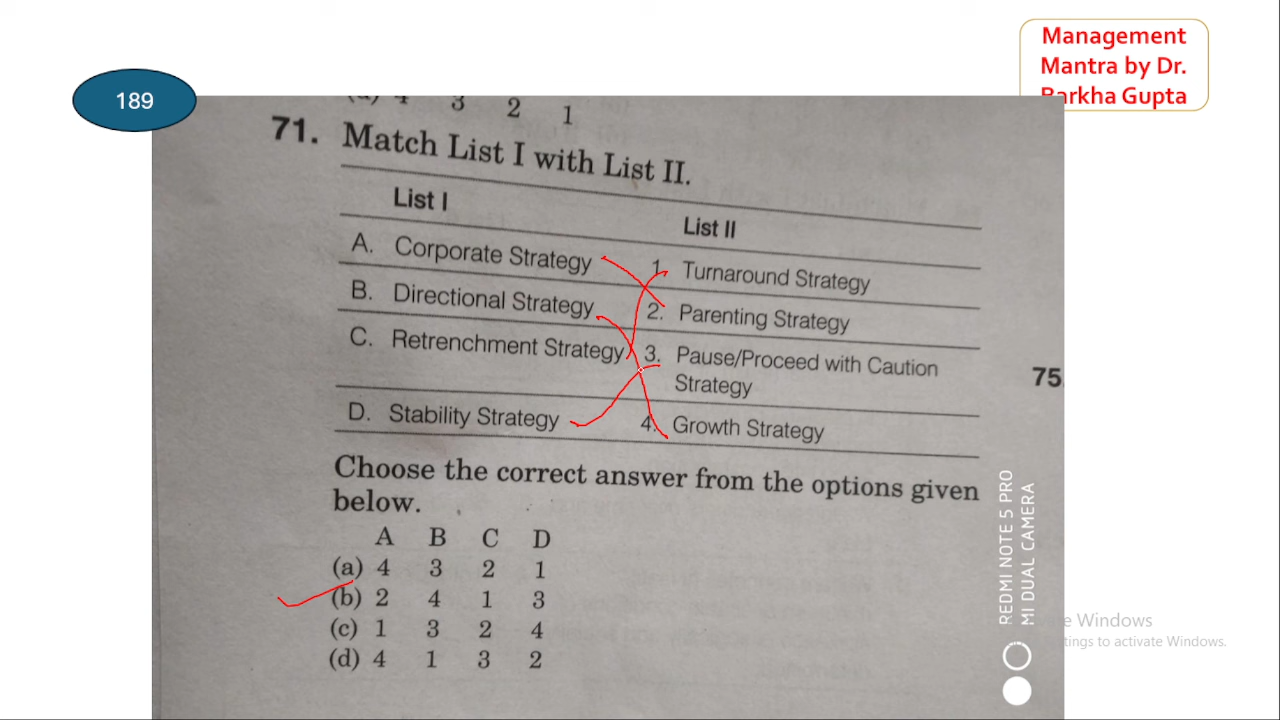 Management
Mantra by Dr.
Barkha Gupta
189
(d) 4 3 2 1
71. Match List I with List II.
List I List II
A. Corporate Strategy 1. Turnaround Strategy
B. Directional Strategy 2. Parenting Strategy
C. Retrenchment Strategy 3. Pause/Proceed with Caution
Strategy
D. Stability Strategy 4. Growth Strategy
75
Choose the correct answer from the options given
below.
A B C D
(a) 4 3 2 1
(b) 2 4 1 3
(c) 1 3 2 4
(d) 4 1 3 2
REDMI NOTE 5 PRO
MI DUAL CAMERA
Windows
tings to activate Windows.